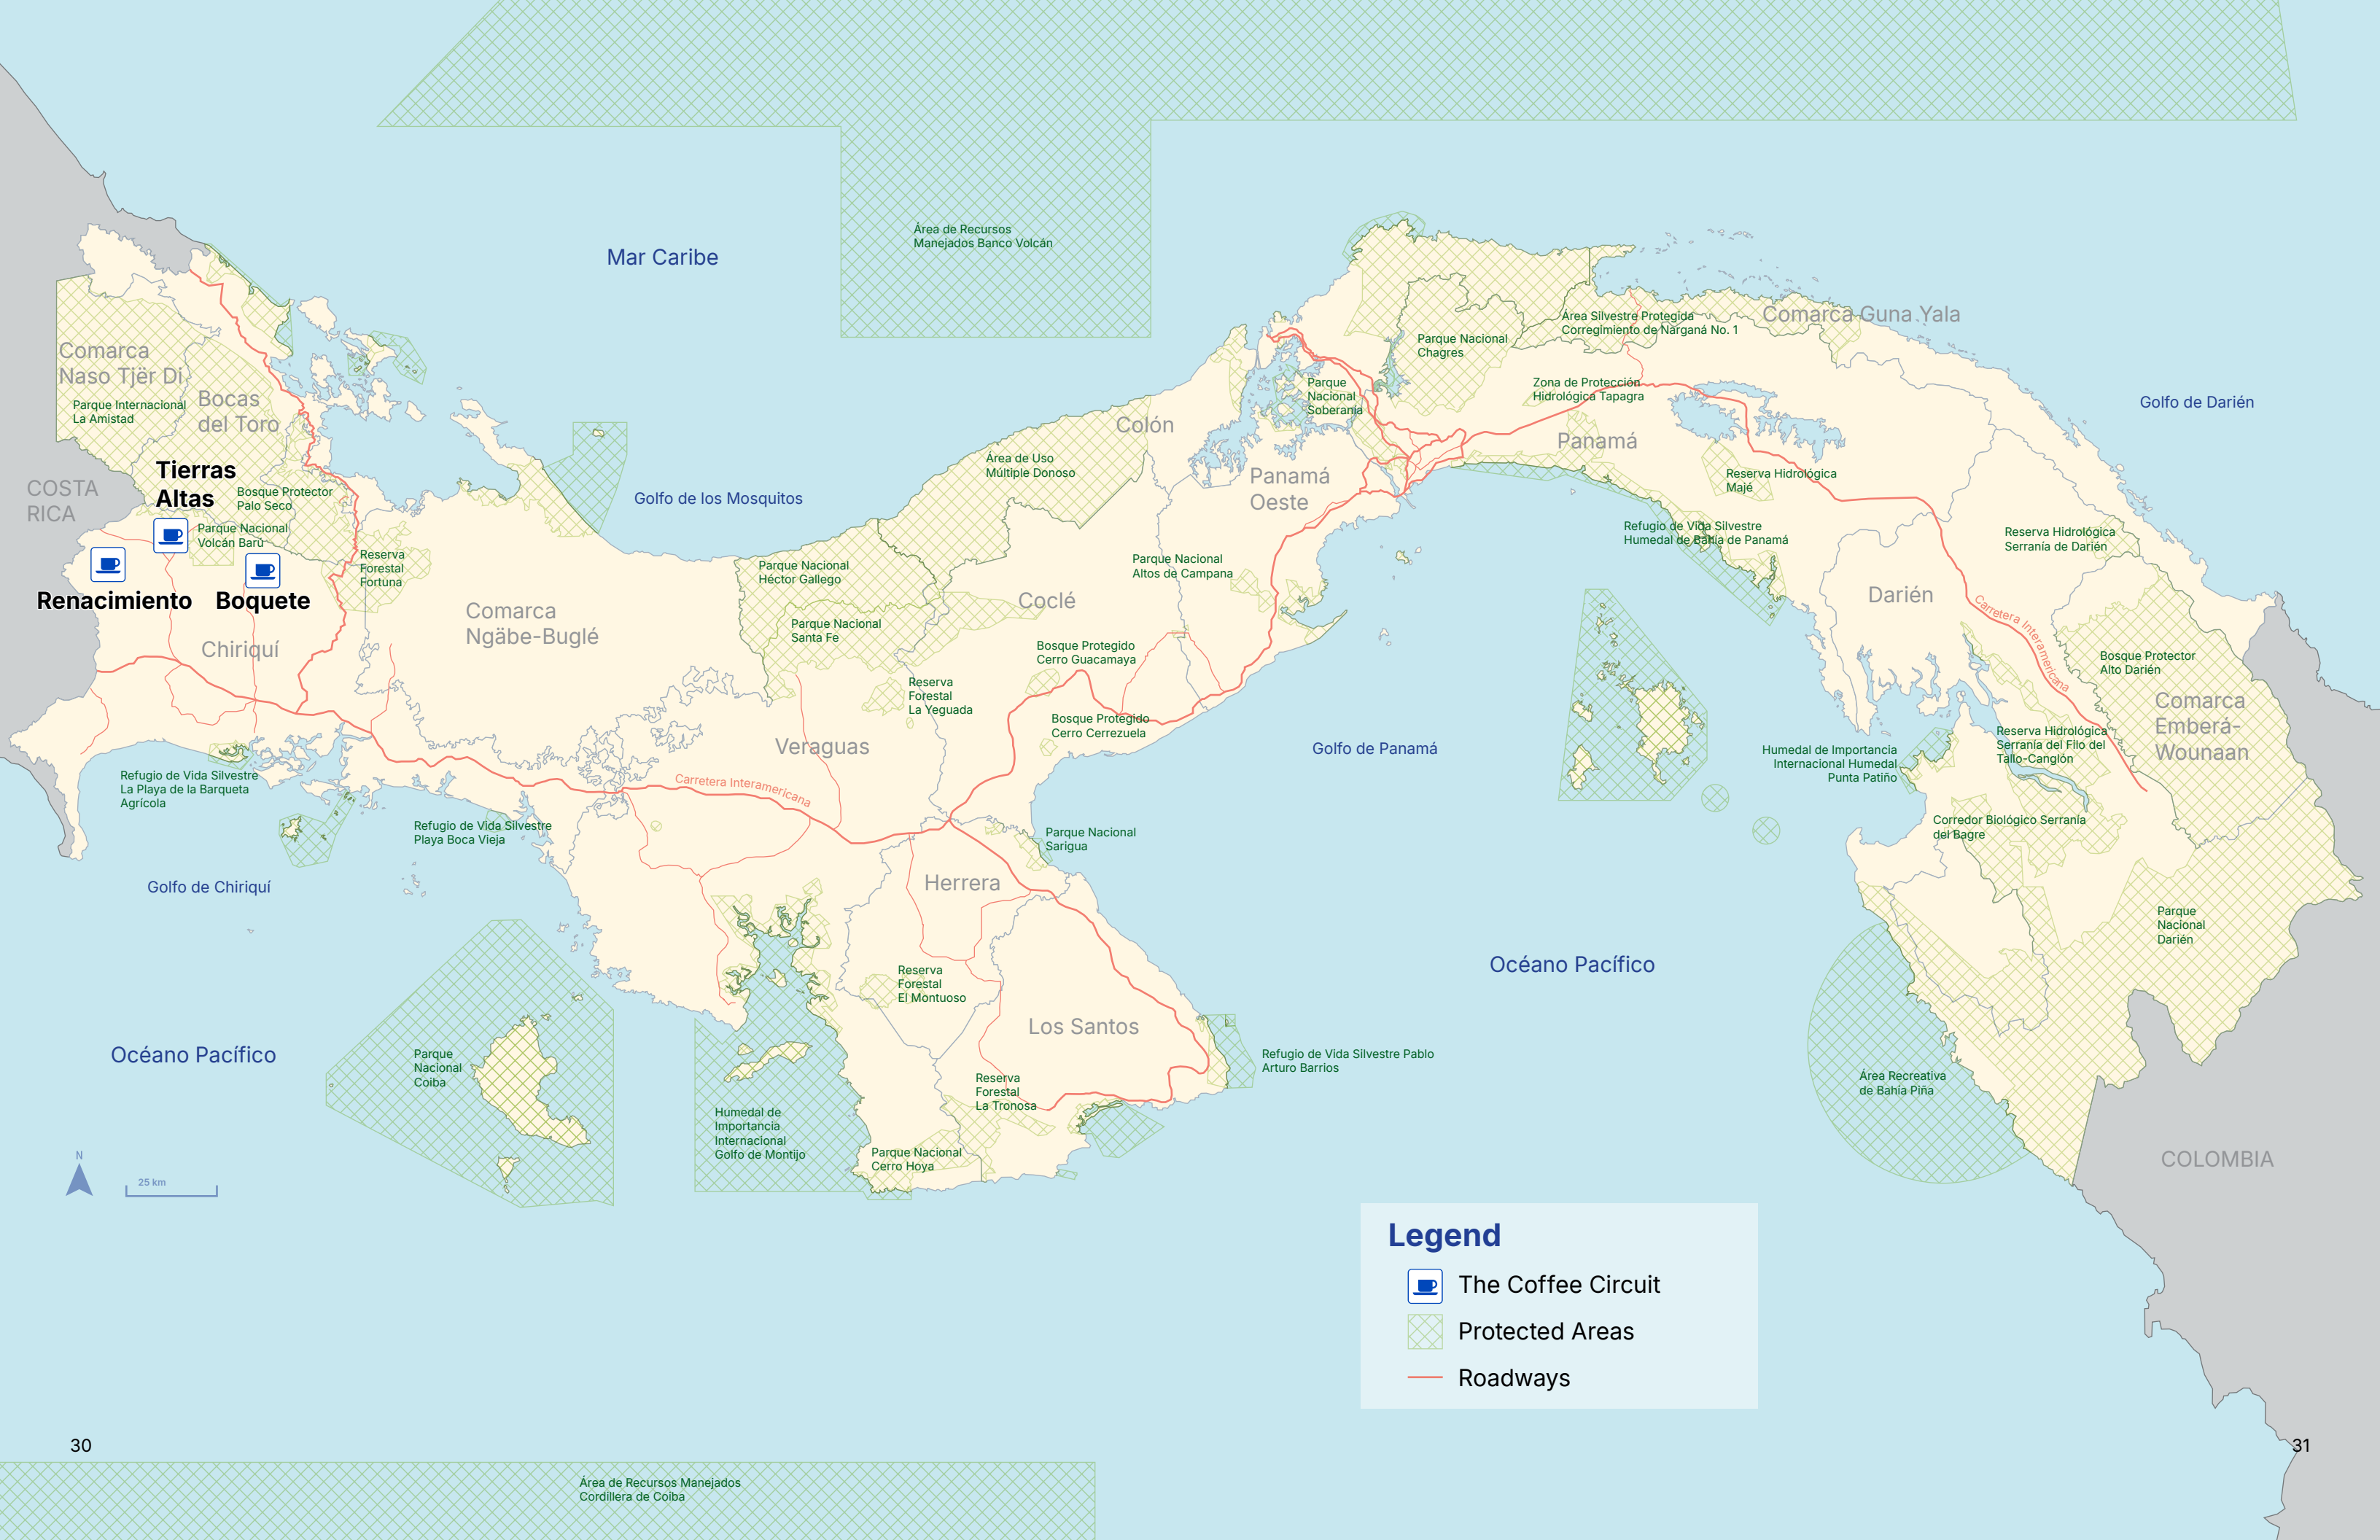 Área de Recursos
Manejados Banco Volcán
Mar Caribe
Comarca
Naso Tjër Di
Parque Internacional
La Amistad
Bocas
del Toro
Tierras
Altas
COSTA
RICA
Bosque Protector
Palo Seco
Parque Nacional
Volcán Barú
Renacimiento
Boquete
Reserva
Forestal
Fortuna
Chiriquí
Comarca
Ngäbe-Buglé
Golfo de los Mosquitos
Refugio de Vida Silvestre
La Playa de la Barqueta
Agrícola
Refugio de Vida Silvestre
Playa Boca Vieja
Golfo de Chiriquí
Océano Pacífico
Parque
Nacional
Coiba
N
25 km
Parque Nacional
Héctor Gallego
Parque Nacional
Santa Fe
Reserva
Forestal
La Yeguada
Veraguas
Carretera Interamericana
Área de Uso
Múltiple Donoso
Colón
Coclé
Panamá
Oeste
Parque Nacional
Altos de Campana
Bosque Protegido
Cerro Guacamaya
Bosque Protegido
Cerro Cerrezuela
Parque Nacional
Sarigua
Herrera
Reserva
Forestal
El Montuoso
Los Santos
Reserva
Forestal
La Tronosa
Refugio de Vida Silvestre Pablo
Arturo Barrios
Humedal de
Importancia
Internacional
Golfo de Montijo
Parque Nacional
Cerro Hoya
Parque
Nacional
Soberanía
Parque Nacional
Chagres
Área Silvestre Protegida
Corregimiento de Narganá No. 1
Comarca Guna Yala
Zona de Protección
Hidrológica Tapagra
Panamá
Reserva Hidrológica
Majé
Refugio de Vida Silvestre
Humedal de Bahía de Panamá
Golfo de Darién
Reserva Hidrológica
Serranía de Darién
Darién
Carretera Interamericana
Bosque Protector
Alto Darién
Comarca
Emberá-
Wounaan
Golfo de Panamá
Humedal de Importancia
Internacional Humedal
Punta Patiño
Reserva Hidrológica
Serranía del Filo del
Tallo-Canglón
Corredor Biológico Serranía
del Bagre
Parque
Nacional
Darién
Océano Pacífico
Área Recreativa
de Bahía Piña
COLOMBIA
Legend
The Coffee Circuit
Protected Areas
Roadways
30
31
Área de Recursos Manejados
Cordillera de Coiba